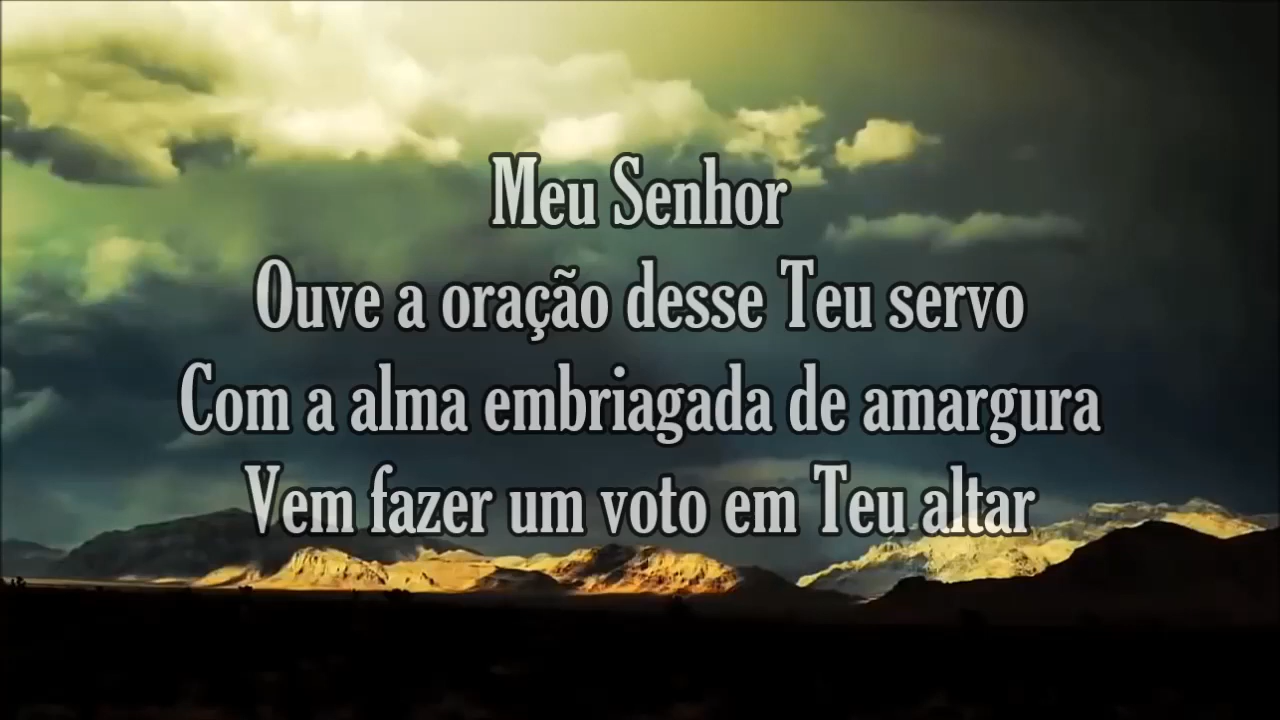 Meu Senhor
Ouve a oração desse Teu servo
Com a alma embriagada de amargura
Vem fazer um voto em Teu altar